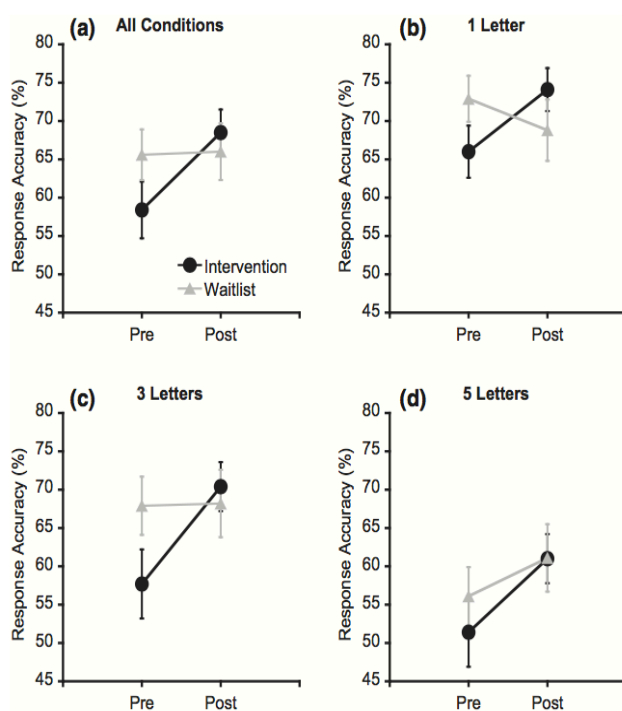 (a) All Conditions
Response Accuracy (%)
80
75
70
65
60
55
50
45
Intervention
Waitlist
Pre Post
(b) 1 Letter
Response Accuracy (%)
80
75
70
65
60
55
50
45
Pre Post
(c) 3 Letters
Response Accuracy (%)
80
75
70
65
60
55
50
45
Pre Post
(d) 5 Letters
Response Accuracy (%)
80
75
70
65
60
55
50
45
Pre Post